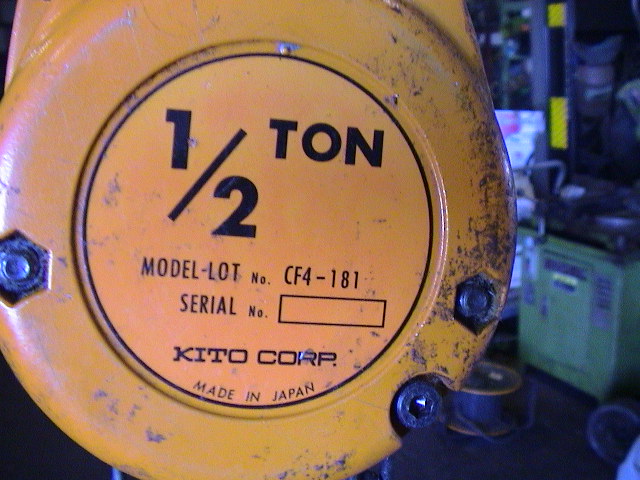 1/2 TON
MODEL-LOT No. CF4-181
SERIAL No.
KITO CORP.
MADE IN JAPAN